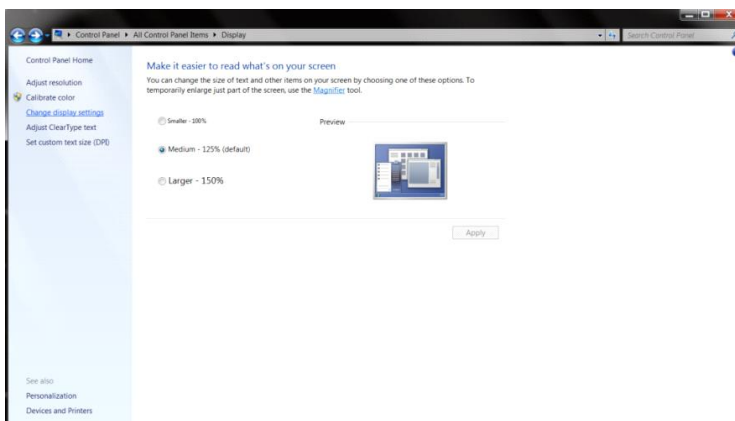 Control Panel ▸ All Control Panel Items ▸ Display
Search Control Panel
Control Panel Home
Adjust resolution
Calibrate color
Change display settings
Adjust ClearType text
Set custom text size (DPI)
Make it easier to read what's on your screen
You can change the size of text and other items on your screen by choosing one of these options. To
temporarily enlarge just part of the screen, use the Magnifier tool.
Smaller - 100%
Preview
Medium - 125% (default)
Larger - 150%
Apply
See also
Personalization
Devices and Printers